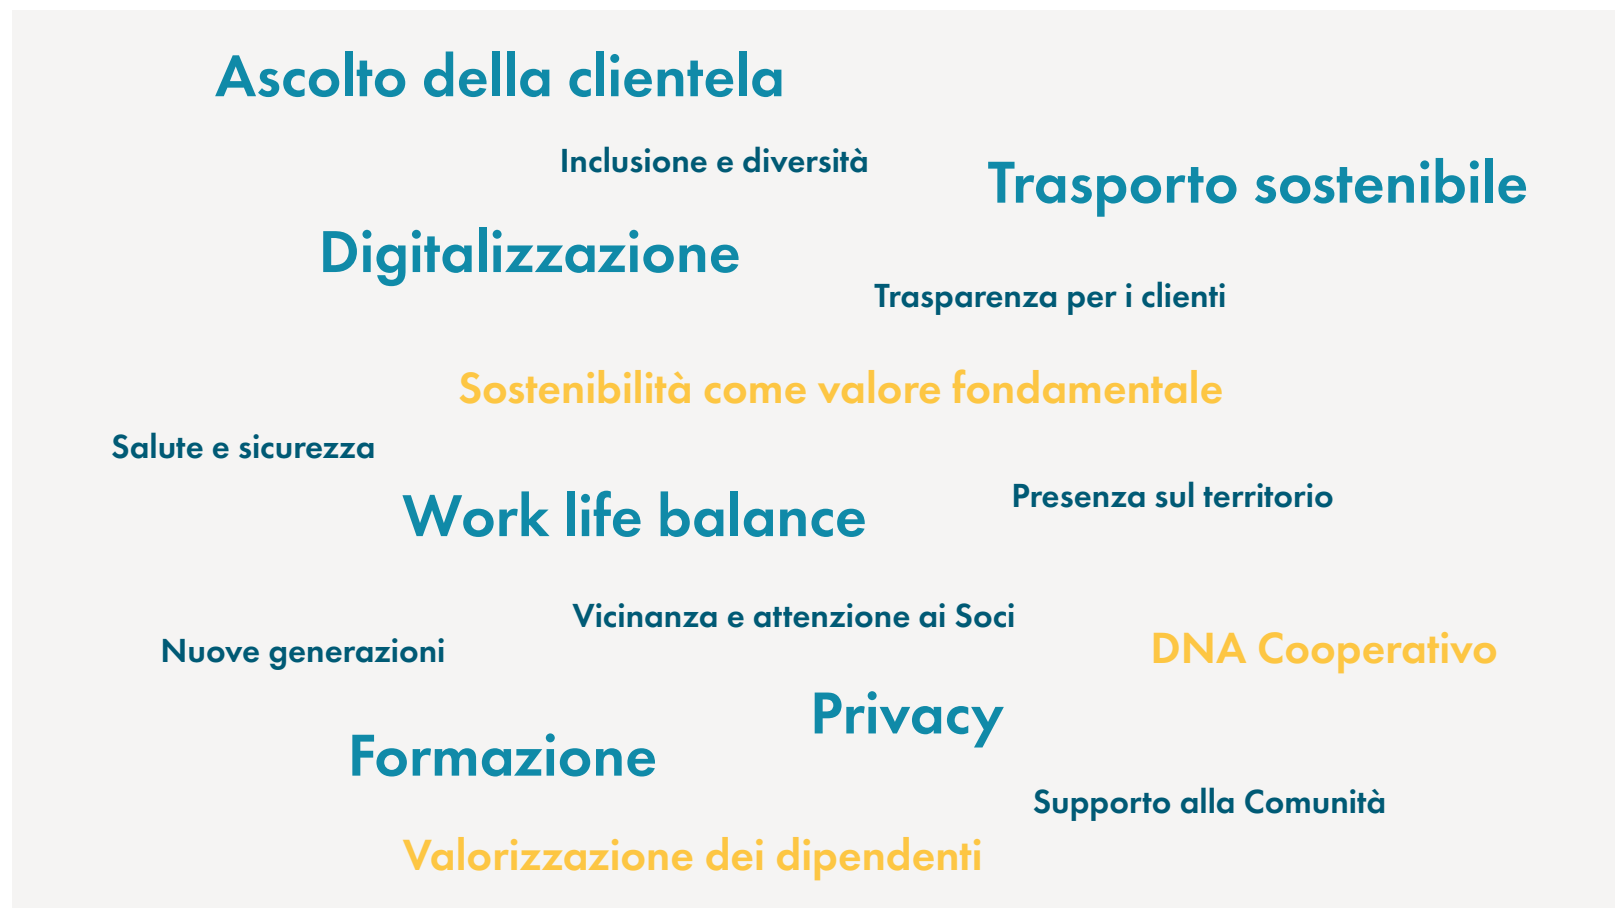 Ascolto della clientela
Inclusione e diversità
Trasporto sostenibile
Digitalizzazione
Trasparenza per i clienti
Sostenibilità come valore fondamentale
Salute e sicurezza
Presenza sul territorio
Work life balance
Vicinanza e attenzione ai Soci
Nuove generazioni
DNA Cooperativo
Privacy
Formazione
Supporto alla Comunità
Valorizzazione dei dipendenti